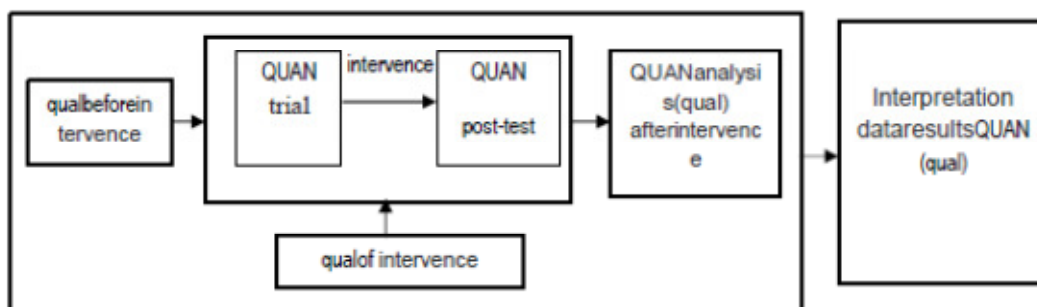 qualbeforein
tervence
QUAN
trial
intervence
QUAN
post-test
QUANanalysi
s(qual)
afterintervenc
e
Interpretation
dataresultsQUAN
(qual)
qualof intervence